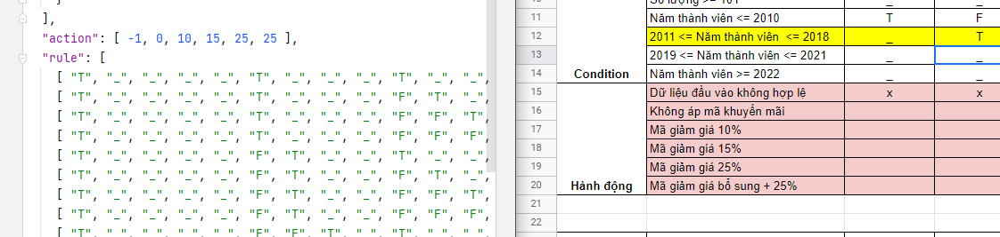 ],
"action": [ -1, 0, 10, 15, 25, 25 ],
"rule": [
[ "T", "_", "_", "_", "_", "T", "_", "_", "_", "T", "_", "_",
[ "T", "_", "_", "_", "_", "T", "_", "_", "_", "F", "T", "_",
[ "T", "_", "_", "_", "_", "T", "_", "_", "_", "F", "F", "T",
[ "T", "_", "_", "_", "_", "T", "_", "_", "_", "F", "F", "F",
[ "T", "_", "_", "_", "_", "F", "T", "_", "_", "T", "_", "_",
[ "T", "_", "_", "_", "_", "F", "T", "_", "_", "F", "T", "_",
[ "T", "_", "_", "_", "_", "F", "T", "_", "_", "F", "F", "T",
[ "T", "_", "_", "_", "_", "F", "T", "_", "_", "F", "F", "F",
[ "T", "_", "_", "_", "_", "F", "F", "T", "_", "T", "_", "_",
Số lượng >= 101 _ _
11 Năm thành viên <= 2010 T F
12 2011 <= Năm thành viên <= 2018 _ T
13 2019 <= Năm thành viên <= 2021 _ _
14 Condition Năm thành viên >= 2022 _ _
15 Dữ liệu đầu vào không hợp lệ x x
16 Không áp mã khuyến mãi
17 Mã giảm giá 10%
18 Mã giảm giá 15%
19 Mã giảm giá 25%
20 Hành động Mã giảm giá bổ sung + 25%
21
22